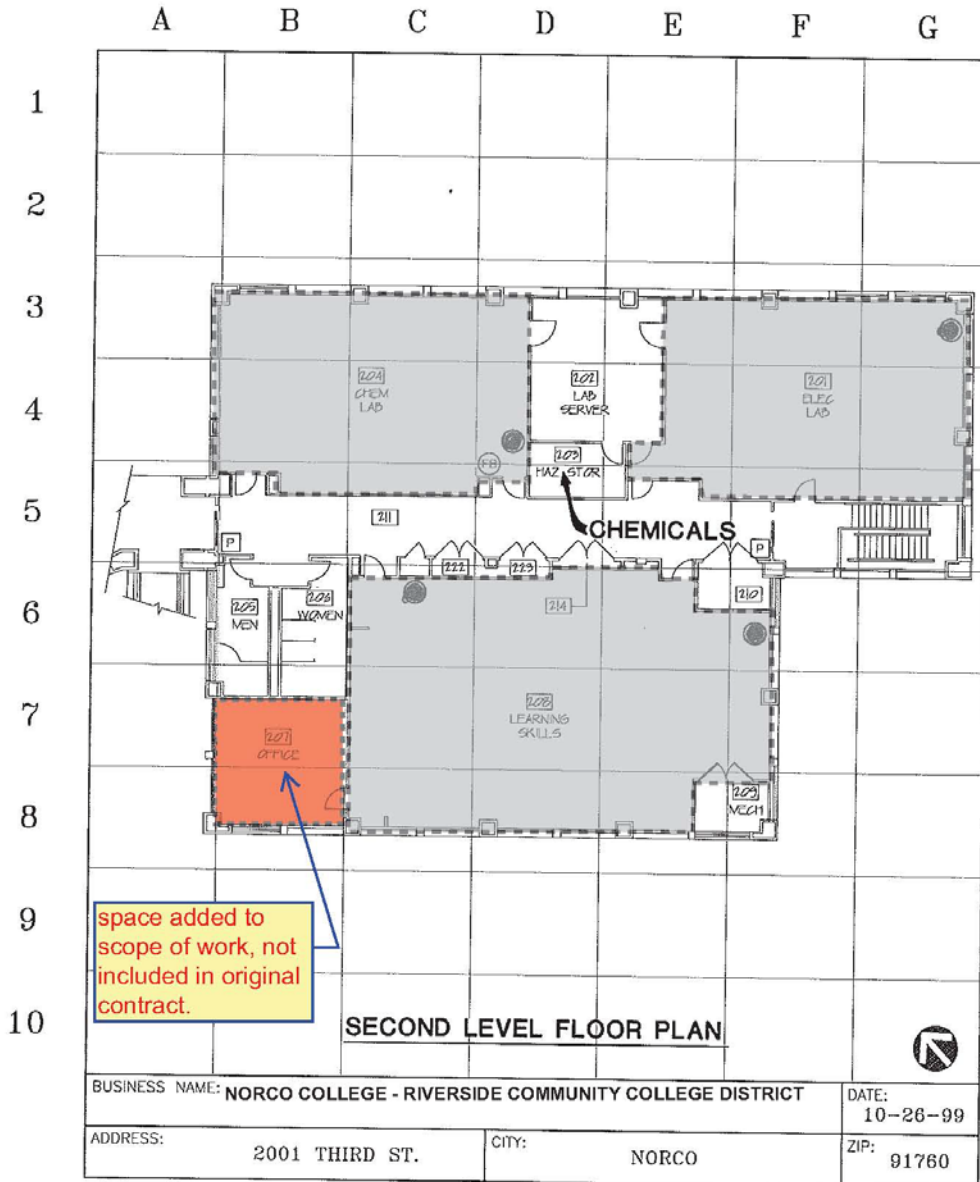 A B C D E F G
1
2
3
4
5
6
7
8
9
10
204
CHEM
LAB
202
LAB
SERVER
201
ELEC
LAB
203
HAZ STOR
FB
211
CHEMICALS
P
P
222
223
205
MEN
206
WOMEN
214
210
207
OFFICE
208
LEARNING
SKILLS
209
MECH
space added to
scope of work, not
included in original
contract.
SECOND LEVEL FLOOR PLAN
BUSINESS NAME: NORCO COLLEGE - RIVERSIDE COMMUNITY COLLEGE DISTRICT
DATE:
10-26-99
ADDRESS: 2001 THIRD ST.
CITY: NORCO
ZIP: 91760